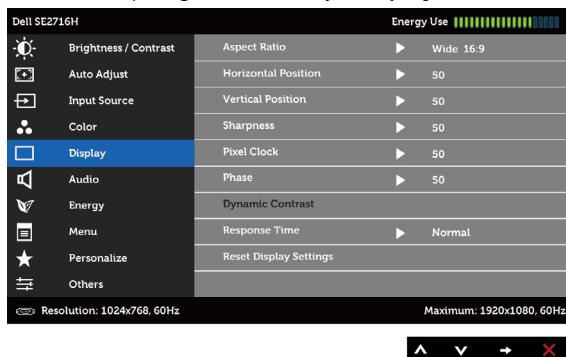 Dell SE2716H Energy Use
Brightness / Contrast Aspect Ratio Wide 16:9
Auto Adjust Horizontal Position 50
Input Source Vertical Position 50
Color Sharpness 50
Display Pixel Clock 50
Audio Phase 50
Energy Dynamic Contrast
Menu Response Time Normal
Personalize Reset Display Settings
Others
Resolution: 1024x768, 60Hz Maximum: 1920x1080, 60Hz